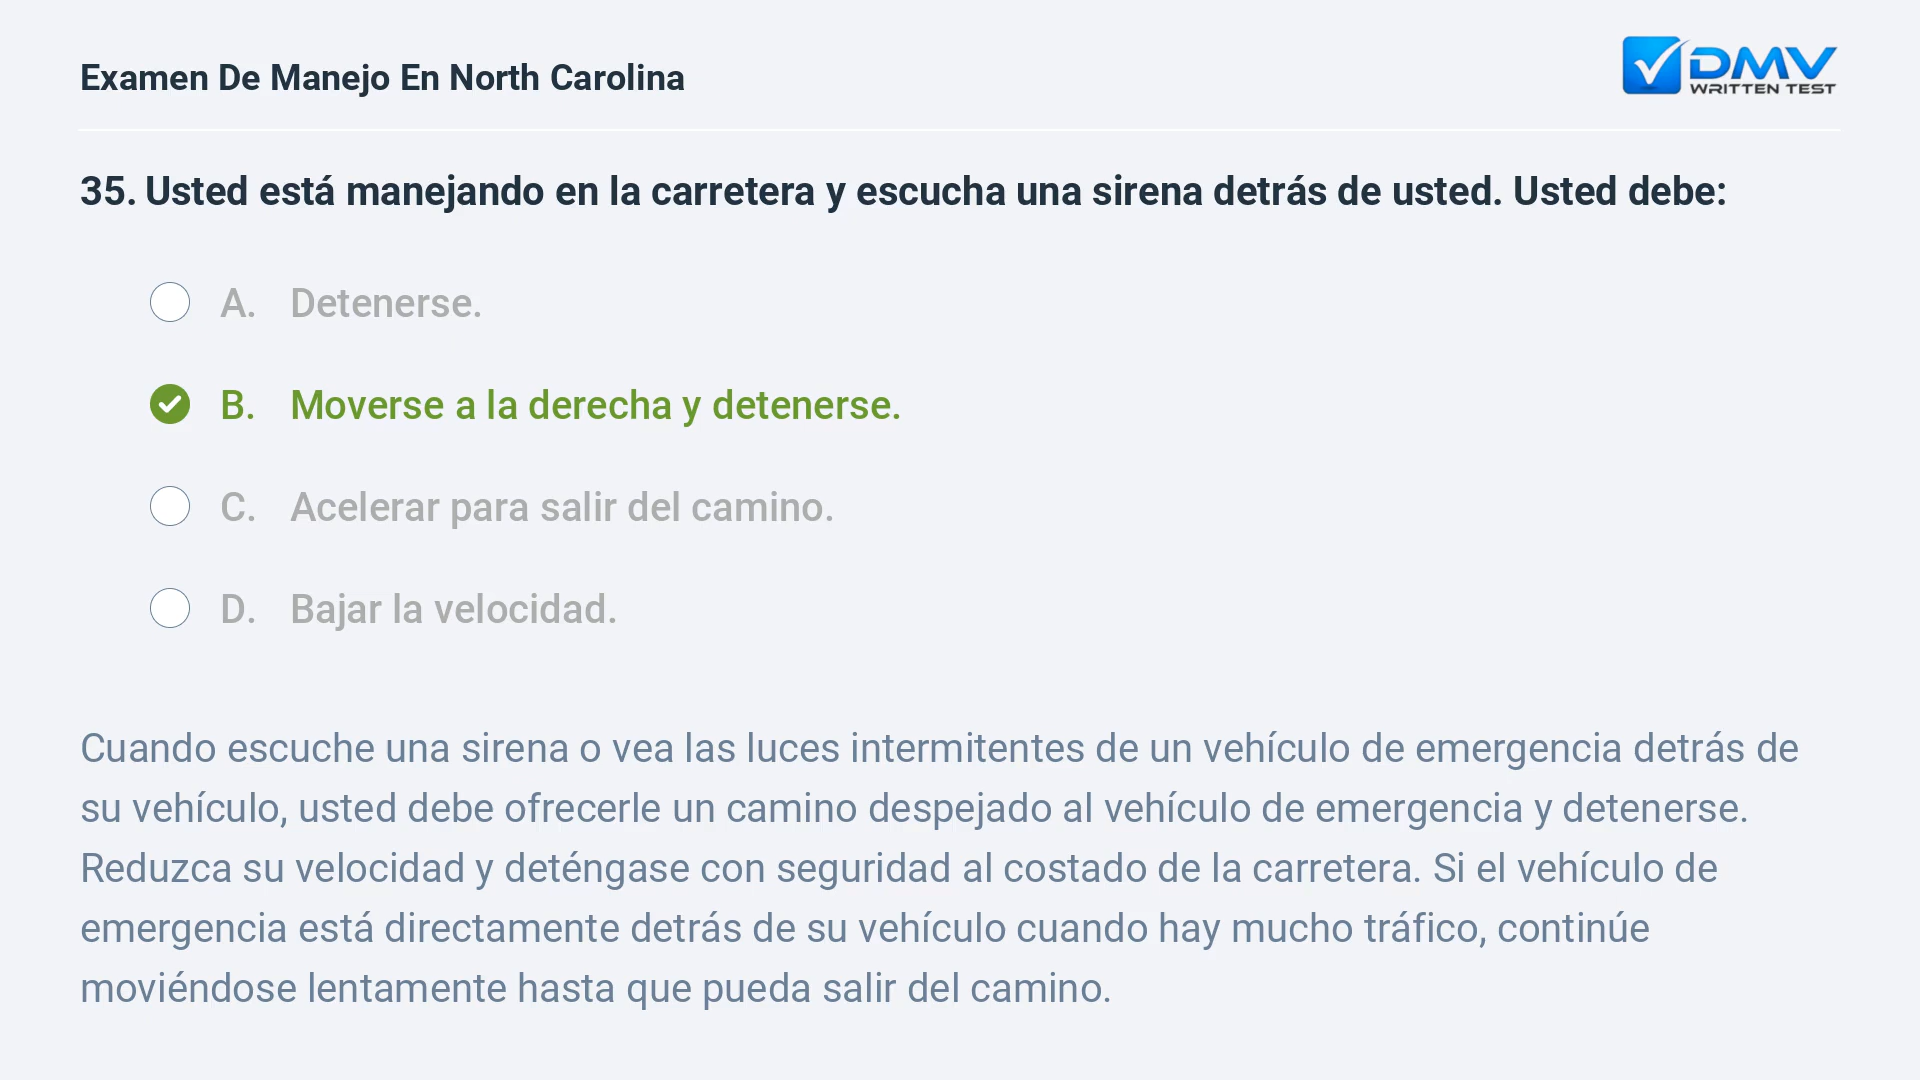 Examen De Manejo En North Carolina
DMV
WRITTEN TEST
35. Usted está manejando en la carretera y escucha una sirena detrás de usted. Usted debe:
A. Detenerse.
B. Moverse a la derecha y detenerse.
C. Acelerar para salir del camino.
D. Bajar la velocidad.
Cuando escuche una sirena o vea las luces intermitentes de un vehículo de emergencia detrás de
su vehículo, usted debe ofrecerle un camino despejado al vehículo de emergencia y detenerse.
Reduzca su velocidad y deténgase con seguridad al costado de la carretera. Si el vehículo de
emergencia está directamente detrás de su vehículo cuando hay mucho tráfico, continúe
moviéndose lentamente hasta que pueda salir del camino.